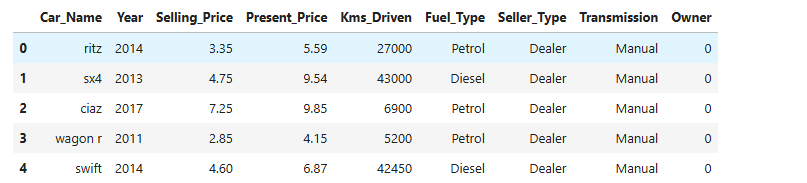 Car_Name Year Selling_Price Present_Price Kms_Driven Fuel_Type Seller_Type Transmission Owner
0 ritz 2014 3.35 5.59 27000 Petrol Dealer Manual 0
1 sx4 2013 4.75 9.54 43000 Diesel Dealer Manual 0
2 ciaz 2017 7.25 9.85 6900 Petrol Dealer Manual 0
3 wagon r 2011 2.85 4.15 5200 Petrol Dealer Manual 0
4 swift 2014 4.60 6.87 42450 Diesel Dealer Manual 0